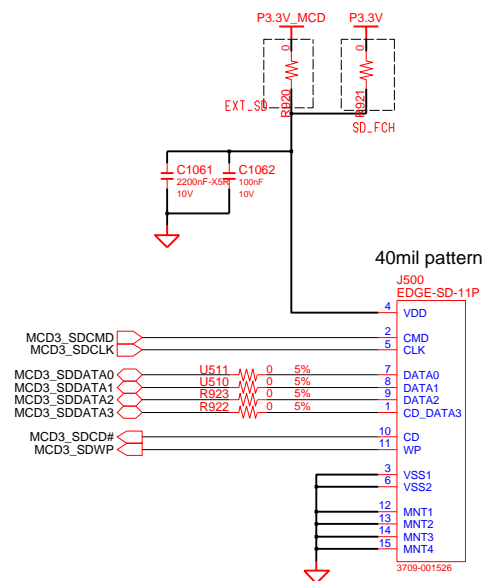 P3.3V_MCD P3.3V
0 0
R920 R921
EXT_SD
SD_FCH
C1061 C1062
2200nF-X5R 100nF
10V 10V
40mil pattern
J500
EDGE-SD-11P
4 VDD
MCD3_SDCMD 2 CMD
MCD3_SDCLK 5 CLK
MCD3_SDDATA0 U511 0 5% 7 DATA0
MCD3_SDDATA1 U510 0 5% 8 DATA1
MCD3_SDDATA2 R923 0 5% 9 DATA2
MCD3_SDDATA3 R922 0 5% 1 CD_DATA3
MCD3_SDCD# 10 CD
MCD3_SDWP 11 WP
3 VSS1
6 VSS2
12 MNT1
13 MNT2
14 MNT3
15 MNT4
3709-001526